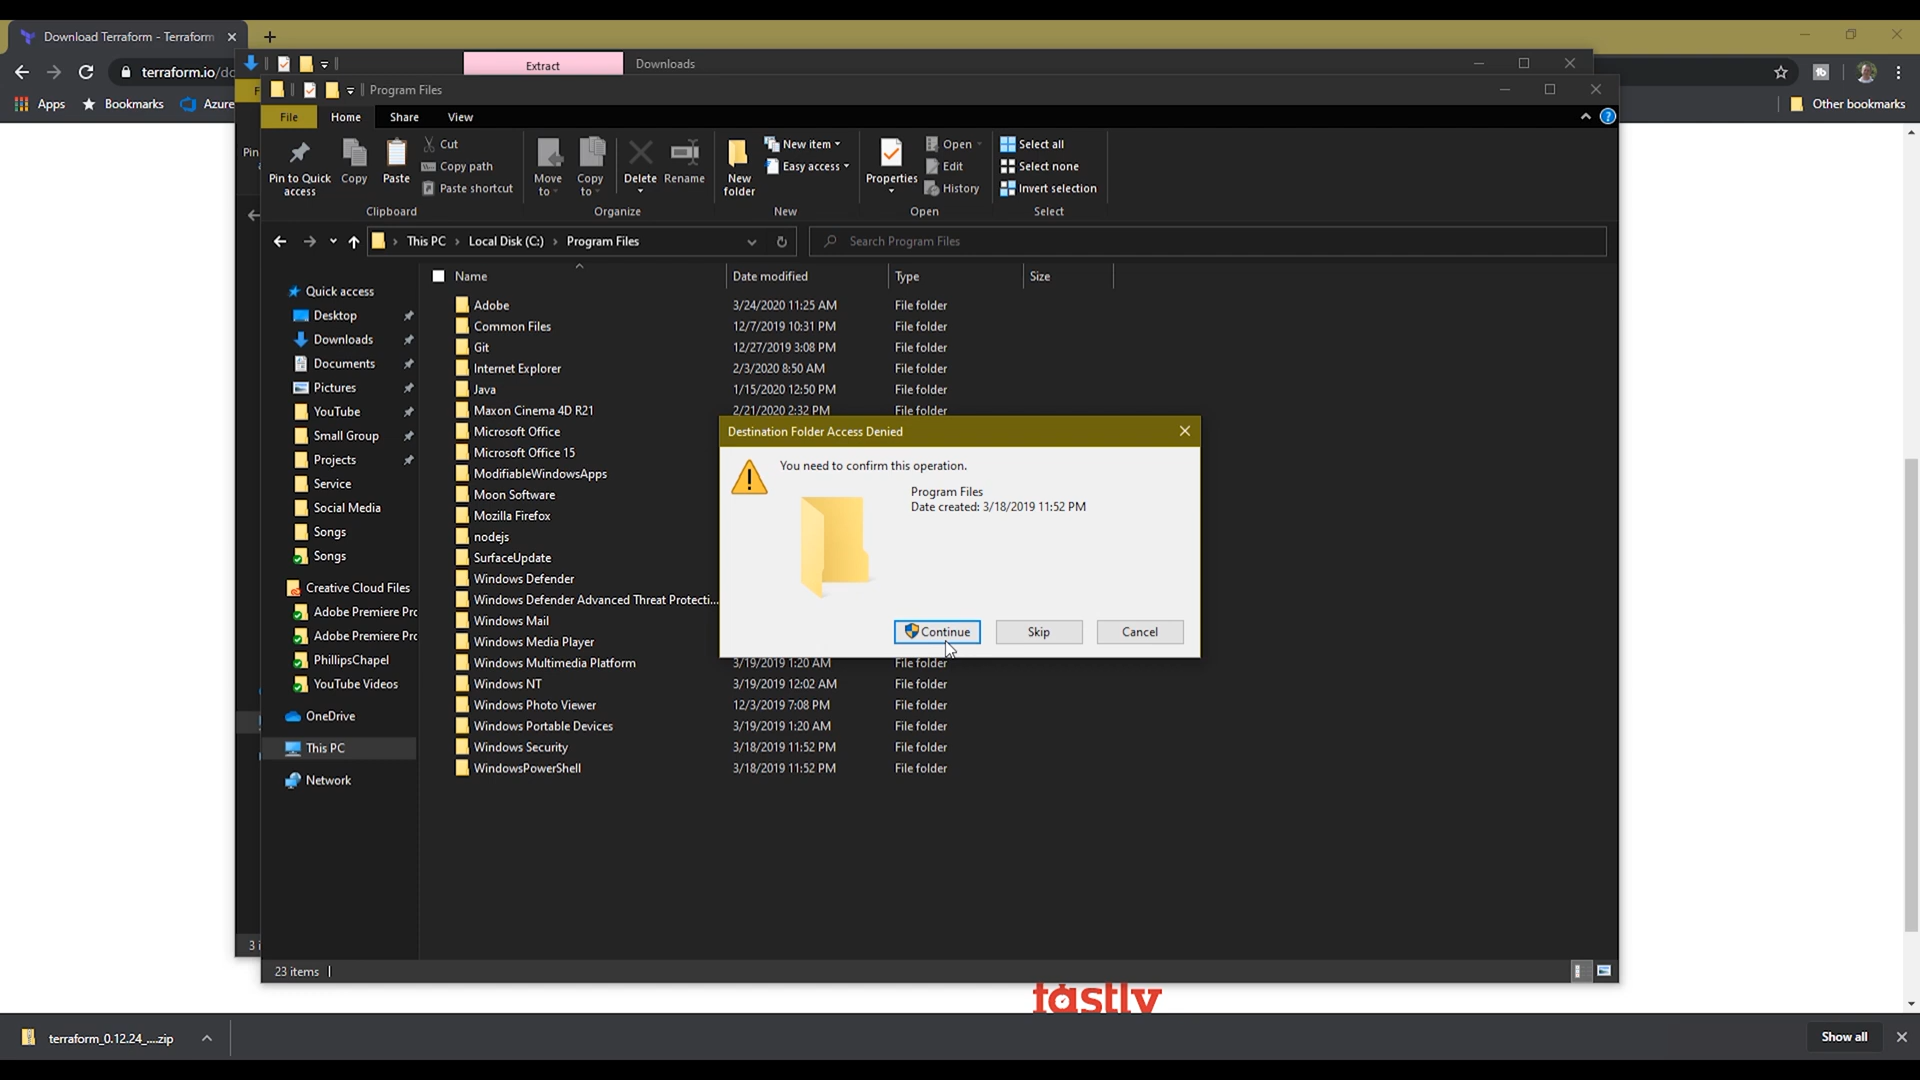 Download Terraform - Terraform
terraform.io/do
Apps
Bookmarks
Azure
Other bookmarks
Extract
Downloads
F
Pin
3 i
Program Files
File
Home
Share
View
Pin to Quick access
Copy
Paste
Cut
Copy path
Paste shortcut
Clipboard
Move to
Copy to
Delete
Rename
Organize
New folder
New item
Easy access
New
Properties
Open
Edit
History
Open
Select all
Select none
Invert selection
Select
This PC > Local Disk (C:) > Program Files
Search Program Files
Quick access
Desktop
Downloads
Documents
Pictures
YouTube
Small Group
Projects
Service
Social Media
Songs
Songs
Creative Cloud Files
Adobe Premiere Pro
Adobe Premiere Pro
PhillipsChapel
YouTube Videos
OneDrive
This PC
Network
Name Date modified Type Size
Adobe 3/24/2020 11:25 AM File folder
Common Files 12/7/2019 10:31 PM File folder
Git 12/27/2019 3:08 PM File folder
Internet Explorer 2/3/2020 8:50 AM File folder
Java 1/15/2020 12:50 PM File folder
Maxon Cinema 4D R21 2/21/2020 2:32 PM File folder
Microsoft Office
Microsoft Office 15
ModifiableWindowsApps
Moon Software
Mozilla Firefox
nodejs
SurfaceUpdate
Windows Defender
Windows Defender Advanced Threat Protecti...
Windows Mail
Windows Media Player
Windows Multimedia Platform 3/19/2019 1:20 AM File folder
Windows NT 3/19/2019 12:02 AM File folder
Windows Photo Viewer 12/3/2019 7:08 PM File folder
Windows Portable Devices 3/19/2019 1:20 AM File folder
Windows Security 3/18/2019 11:52 PM File folder
WindowsPowerShell 3/18/2019 11:52 PM File folder
23 items
Destination Folder Access Denied
You need to confirm this operation.
Program Files
Date created: 3/18/2019 11:52 PM
Continue
Skip
Cancel
fastly
terraform_0.12.24_....zip
Show all